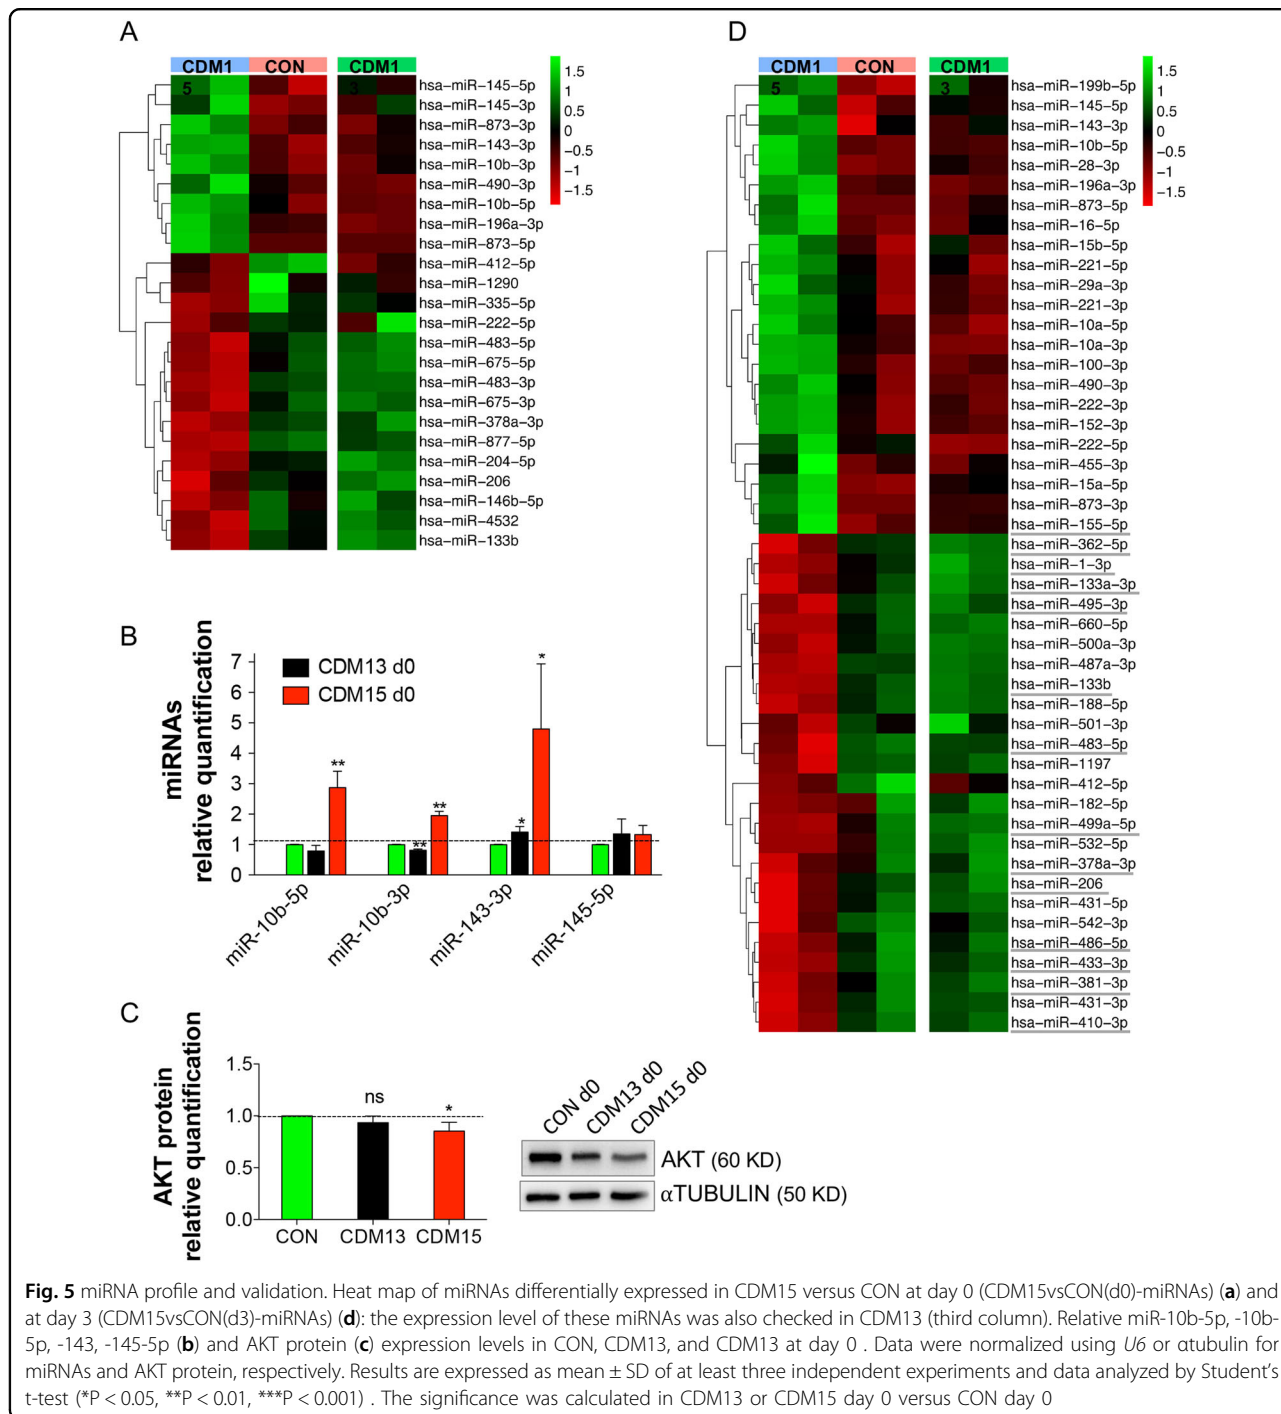 A
CDM1 CON CDM1
5 3
1.5
1
0.5
0
−0.5
−1
−1.5
hsa−miR−145−5p
hsa−miR−145−3p
hsa−miR−873−3p
hsa−miR−143−3p
hsa−miR−10b−3p
hsa−miR−490−3p
hsa−miR−10b−5p
hsa−miR−196a−3p
hsa−miR−873−5p
hsa−miR−412−5p
hsa−miR−1290
hsa−miR−335−5p
hsa−miR−222−5p
hsa−miR−483−5p
hsa−miR−675−5p
hsa−miR−483−3p
hsa−miR−675−3p
hsa−miR−378a−3p
hsa−miR−877−5p
hsa−miR−204−5p
hsa−miR−206
hsa−miR−146b−5p
hsa−miR−4532
hsa−miR−133b
B
miRNAs
relative quantification
7
6
5
4
3
2
1
0
CDM13 d0
CDM15 d0
**
**
**
*
*
miR-10b-5p
miR-10b-3p
miR-143-3p
miR-145-5p
C
AKT protein
relative quantification
1.5
1.0
0.5
0.0
ns
*
CON CDM13 CDM15
CON d0
CDM13 d0
CDM15 d0
AKT (60 KD)
αTUBULIN (50 KD)
D
CDM1 CON CDM1
5 3
1.5
1
0.5
0
−0.5
−1
−1.5
hsa−miR−199b−5p
hsa−miR−145−5p
hsa−miR−143−3p
hsa−miR−10b−5p
hsa−miR−28−3p
hsa−miR−196a−3p
hsa−miR−873−5p
hsa−miR−16−5p
hsa−miR−15b−5p
hsa−miR−221−5p
hsa−miR−29a−3p
hsa−miR−221−3p
hsa−miR−10a−5p
hsa−miR−10a−3p
hsa−miR−100−3p
hsa−miR−490−3p
hsa−miR−222−3p
hsa−miR−152−3p
hsa−miR−222−5p
hsa−miR−455−3p
hsa−miR−15a−5p
hsa−miR−873−3p
hsa−miR−155−5p
hsa−miR−362−5p
hsa−miR−1−3p
hsa−miR−133a−3p
hsa−miR−495−3p
hsa−miR−660−5p
hsa−miR−500a−3p
hsa−miR−487a−3p
hsa−miR−133b
hsa−miR−188−5p
hsa−miR−501−3p
hsa−miR−483−5p
hsa−miR−1197
hsa−miR−412−5p
hsa−miR−182−5p
hsa−miR−499a−5p
hsa−miR−532−5p
hsa−miR−378a−3p
hsa−miR−206
hsa−miR−431−5p
hsa−miR−542−3p
hsa−miR−486−5p
hsa−miR−433−3p
hsa−miR−381−3p
hsa−miR−431−3p
hsa−miR−410−3p
Fig. 5 miRNA profile and validation. Heat map of miRNAs differentially expressed in CDM15 versus CON at day 0 (CDM15vsCON(d0)-miRNAs) (a) and
at day 3 (CDM15vsCON(d3)-miRNAs) (d): the expression level of these miRNAs was also checked in CDM13 (third column). Relative miR-10b-5p, -10b-
5p, -143, -145-5p (b) and AKT protein (c) expression levels in CON, CDM13, and CDM13 at day 0 . Data were normalized using U6 or αtubulin for
miRNAs and AKT protein, respectively. Results are expressed as mean ± SD of at least three independent experiments and data analyzed by Student's
t-test (*P < 0.05, **P < 0.01, ***P < 0.001) . The significance was calculated in CDM13 or CDM15 day 0 versus CON day 0